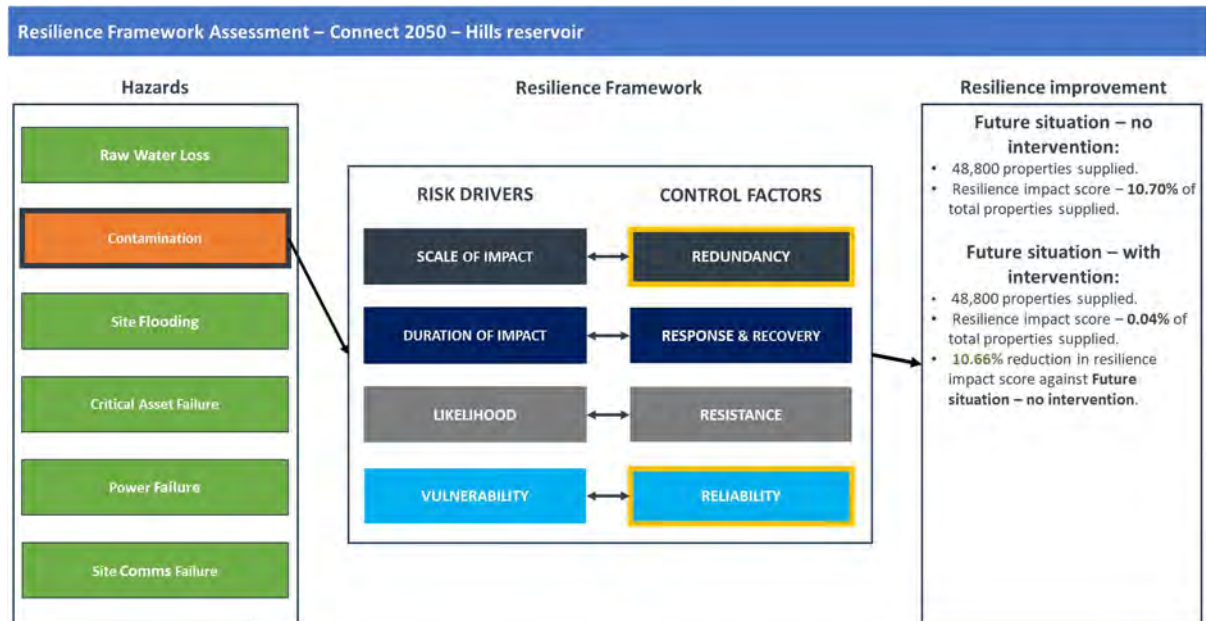 Resilience Framework Assessment – Connect 2050 – Hills reservoir
Hazards
Raw Water Loss
Contamination
Site Flooding
Critical Asset Failure
Power Failure
Site Comms Failure
Resilience Framework
RISK DRIVERS
CONTROL FACTORS
SCALE OF IMPACT
REDUNDANCY
DURATION OF IMPACT
RESPONSE & RECOVERY
LIKELIHOOD
RESISTANCE
VULNERABILITY
RELIABILITY
Resilience improvement
Future situation – no
intervention:
• 48,800 properties supplied.
• Resilience impact score – 10.70% of
total properties supplied.
Future situation – with
intervention:
• 48,800 properties supplied.
• Resilience impact score – 0.04% of
total properties supplied.
• 10.66% reduction in resilience
impact score against Future
situation – no intervention.